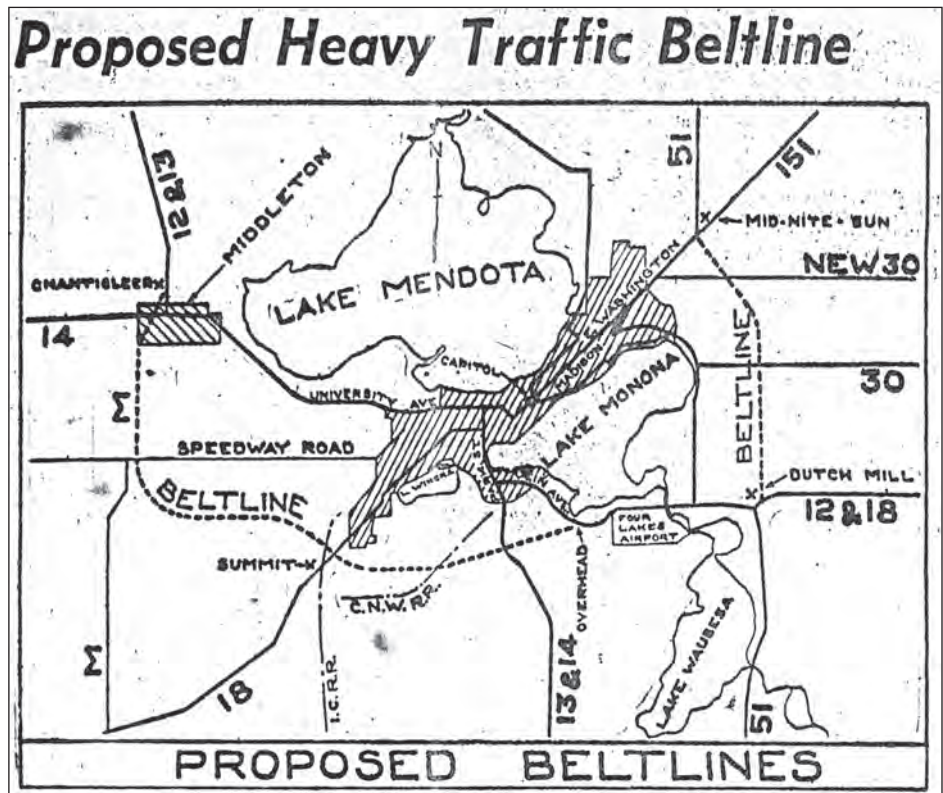 Proposed Heavy Traffic Beltline
N
12 & 13
MIDDLETON
51
151
MID-NITE-SUN
CHANTICLEER X
LAKE MENDOTA
E. WASHINGTON
NEW 30
14
MADISON
CAPITOL
UNIVERSITY AVE
LAKE MONONA
BELTLINE
30
M
SPEEDWAY ROAD
L. WINGRA
DUTCH MILL
12 & 18
BELTLINE
FOUR
LAKES
AIRPORT
SUMMIT-X
OVERHEAD
C.N.W. R.R.
M
18
I.C.R.R.
13 & 14
LAKE WAUBESA
51
PROPOSED BELTLINES